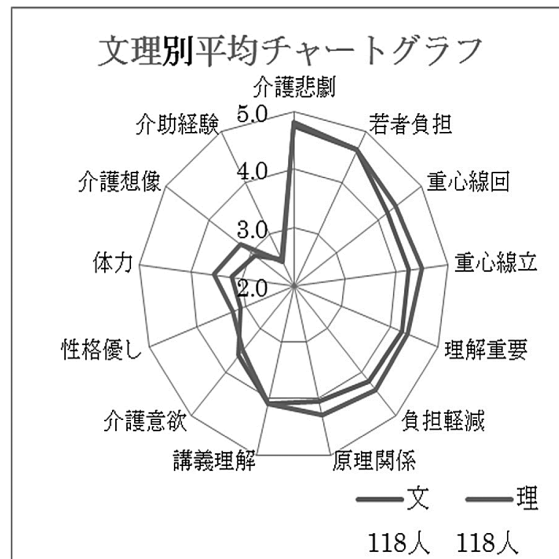 文理別平均チャートグラフ
介護悲劇
若者負担
重心線回
重心線立
理解重要
負担軽減
原理関係
講義理解
介護意欲
性格優し
体力
介護想像
介助経験
5.0
4.0
3.0
2.0
文 理
118人 118人